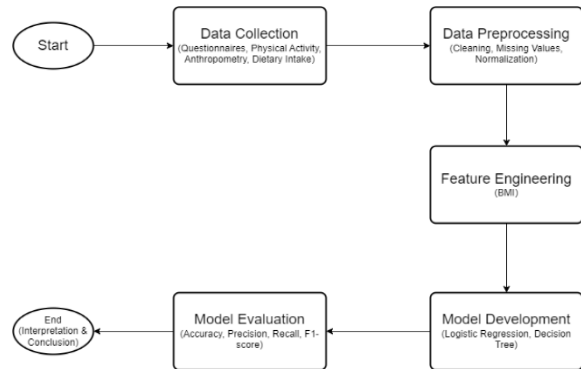 Start
Data Collection
(Questionnaires, Physical Activity,
Anthropometry, Dietary Intake)
Data Preprocessing
(Cleaning, Missing Values,
Normalization)
Feature Engineering
(BMI)
Model Development
(Logistic Regression, Decision
Tree)
Model Evaluation
(Accuracy, Precision, Recall, F1-
score)
End
(Interpretation &
Conclusion)